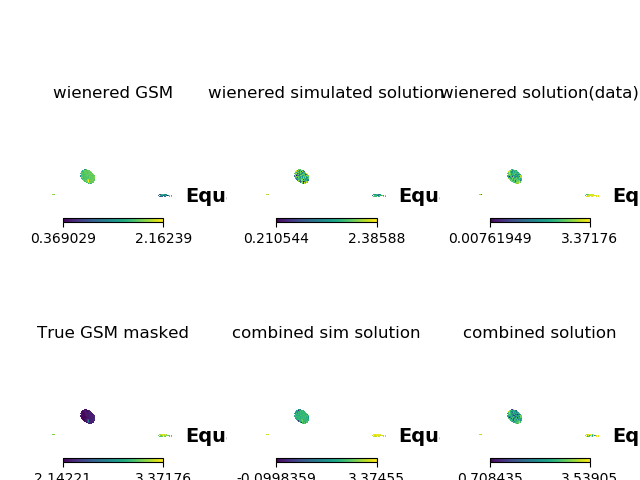 wienered GSM
wienered simulated solution
wienered solution(data)
Equ
Equ
Eq
0.369029 2.16239
0.210544 2.38588
0.00761949 3.37176
True GSM masked
combined sim solution
combined solution
Equ
Equ
Eq
2.14221 3.37176
-0.0998359 3.37455
0.708435 3.53905